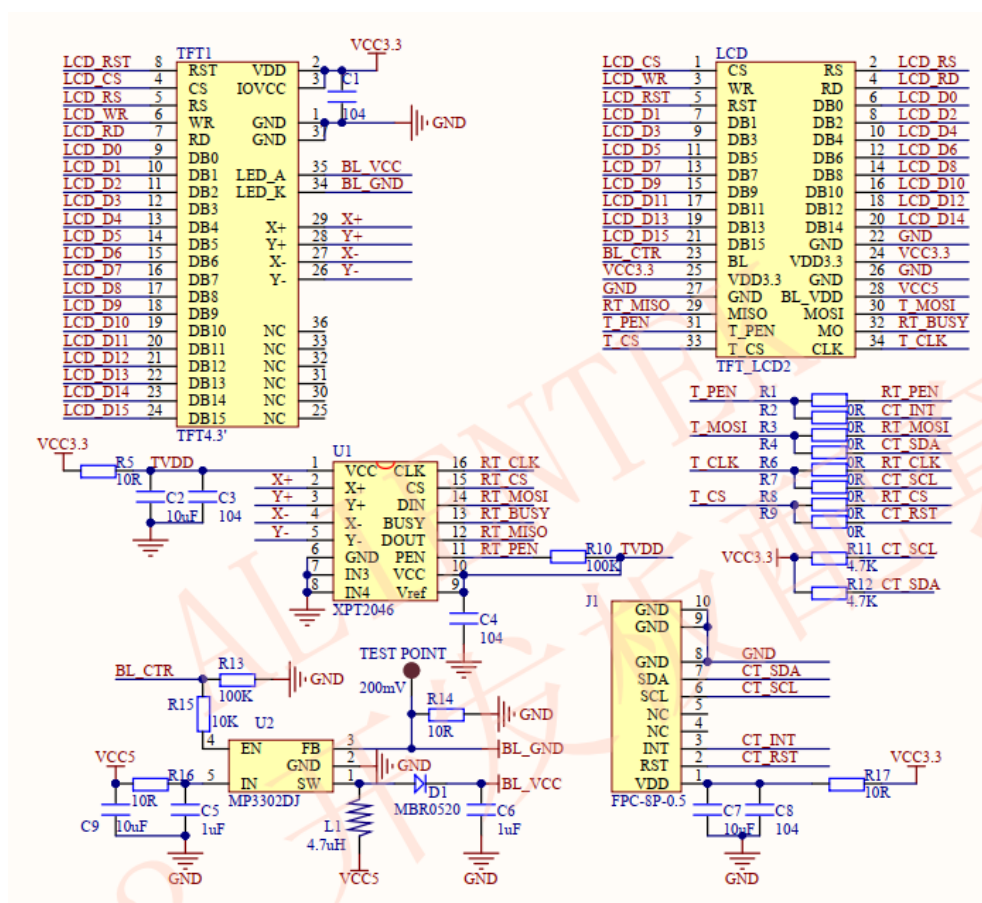 TFT1
LCD_RST 8 RST VDD 2 VCC3.3
LCD_CS 4 CS IOVCC 3 C1
LCD_RS 5 RS 104
LCD_WR 6 WR GND 1 GND
LCD_RD 7 RD GND 3
LCD_D0 9 DB0
LCD_D1 10 DB1 LED_A 35 BL_VCC
LCD_D2 11 DB2 LED_K 34 BL_GND
LCD_D3 12 DB3
LCD_D4 13 DB4 X+ 29 X+
LCD_D5 14 DB5 Y+ 28 Y+
LCD_D6 15 DB6 X- 27 X-
LCD_D7 16 DB7 Y- 26 Y-
LCD_D8 17 DB8
LCD_D9 18 DB9
LCD_D10 19 DB10 NC 36
LCD_D11 20 DB11 NC 33
LCD_D12 21 DB12 NC 32
LCD_D13 22 DB13 NC 31
LCD_D14 23 DB14 NC 30
LCD_D15 24 DB15 NC 25
TFT4.3'
LCD
LCD_CS 1 CS RS 2 LCD_RS
LCD_WR 3 WR RD 4 LCD_RD
LCD_RST 5 RST DB0 6 LCD_D0
LCD_D1 7 DB1 DB2 8 LCD_D2
LCD_D3 9 DB3 DB4 10 LCD_D4
LCD_D5 11 DB5 DB6 12 LCD_D6
LCD_D7 13 DB7 DB8 14 LCD_D8
LCD_D9 15 DB9 DB10 16 LCD_D10
LCD_D11 17 DB11 DB12 18 LCD_D12
LCD_D13 19 DB13 DB14 20 LCD_D14
LCD_D15 21 DB15 GND 22 GND
BL_CTR 23 BL VDD3.3 24 VCC3.3
VCC3.3 25 VDD3.3 GND 26 GND
GND 27 GND BL_VDD 28 VCC5
RT_MISO 29 MISO MOSI 30 T_MOSI
T_PEN 31 T_PEN MO 32 RT_BUSY
T_CS 33 T_CS CLK 34 T_CLK
TFT_LCD2
T_PEN R1 0R RT_PEN
R2 0R CT_INT
T_MOSI R3 0R RT_MOSI
R4 0R CT_SDA
T_CLK R6 0R RT_CLK
R7 0R CT_SCL
T_CS R8 0R RT_CS
R9 0R CT_RST
VCC3.3 R11 4.7K CT_SCL
R12 4.7K CT_SDA
VCC3.3 R5 10R TVDD
C2 10uF C3 104
U1
1 VCC CLK 16 RT_CLK
X+ 2 X+ CS 15 RT_CS
Y+ 3 Y+ DIN 14 RT_MOSI
X- 4 X- BUSY 13 RT_BUSY
Y- 5 Y- DOUT 12 RT_MISO
6 GND PEN 11 RT_PEN R10 100K TVDD
7 IN3 VCC 10
8 IN4 Vref 9
XPT2046
C4 104
J1
GND 10
GND 9
GND 8 GND
SDA 7 CT_SDA
SCL 6 CT_SCL
NC 5
NC 4
INT 3 CT_INT
RST 2 CT_RST
VDD 1 R17 10R VCC3.3
FPC-8P-0.5
C7 10uF C8 104
GND
BL_CTR R13 100K GND
R15 10K
TEST POINT
200mV
R14 10R GND
U2
4 EN FB 3 BL_GND
GND 2 GND
VCC5 R16 10R 5 IN SW 1 D1 MBR0520 BL_VCC
MP3302DJ
C9 10uF C5 1uF
GND
L1 4.7uH
VCC5
C6 1uF
GND
ALIENTEK
开发板配